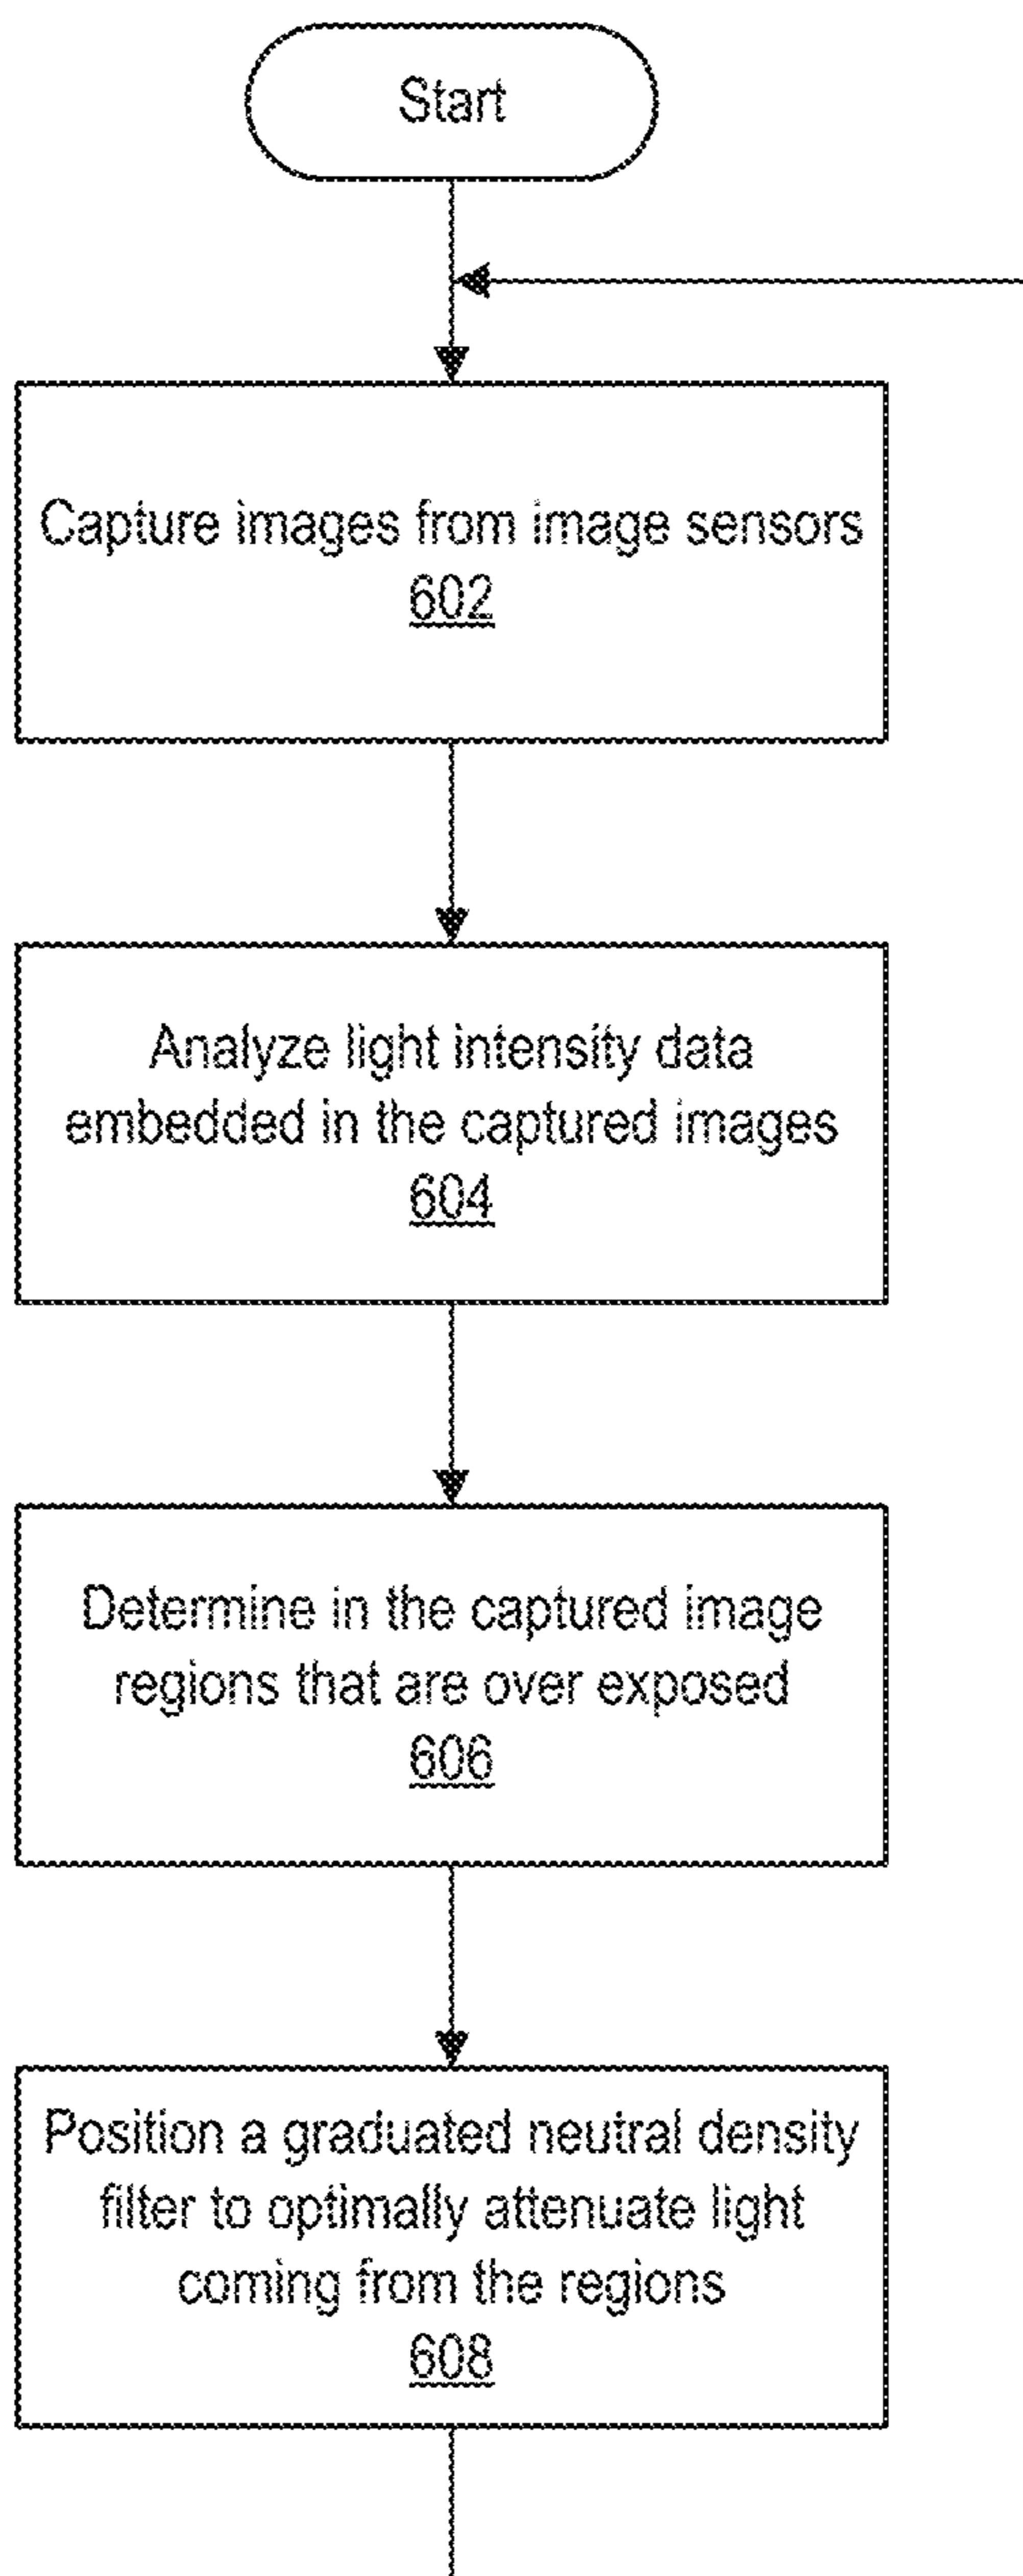 Start
Capture images from image sensors
602
Analyze light intensity data
embedded in the captured images
604
Determine in the captured image
regions that are over exposed
606
Position a graduated neutral density
filter to optimally attenuate light
coming from the regions
608